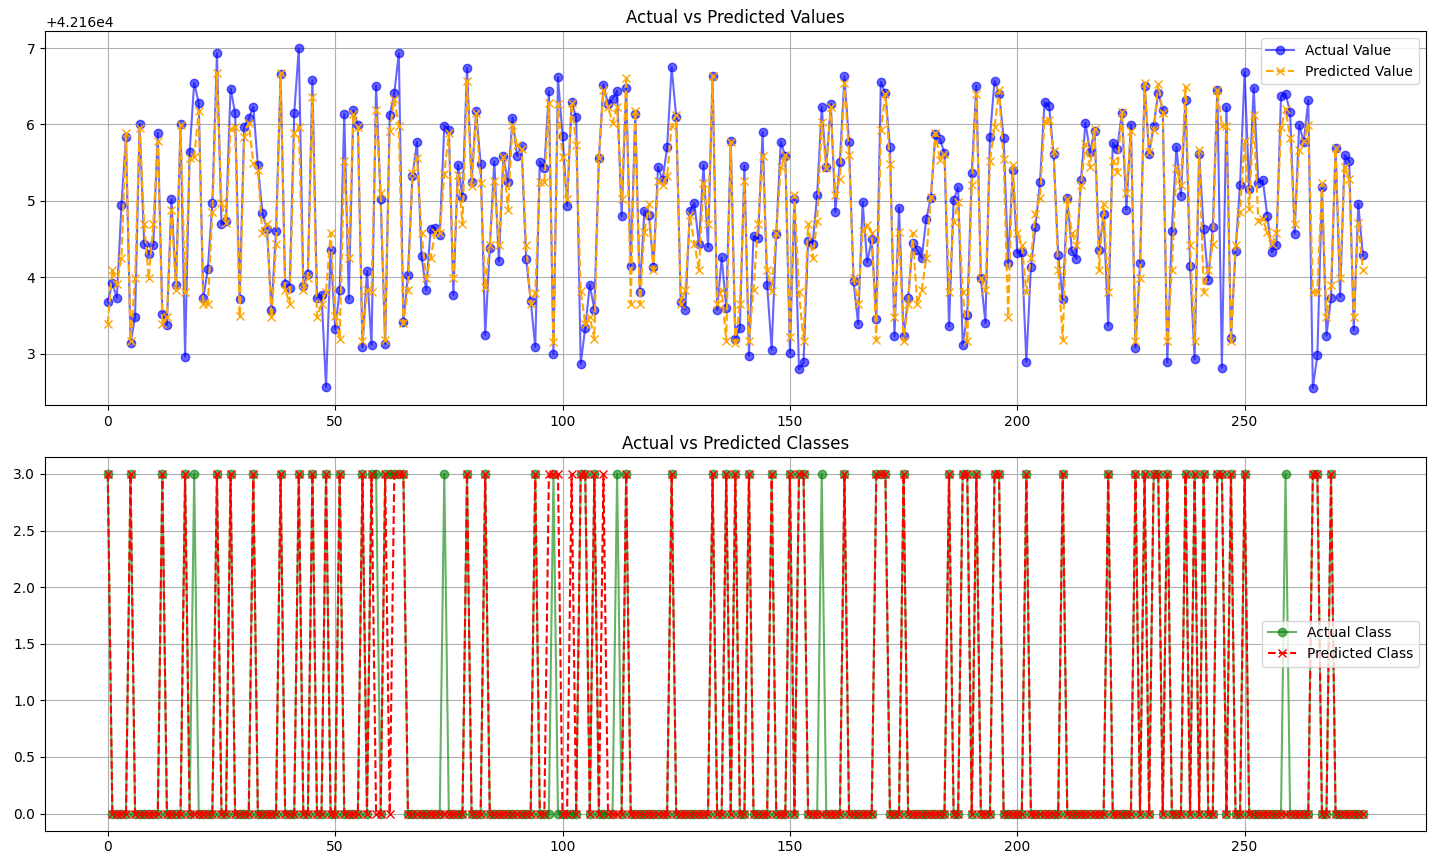 Actual vs Predicted Values
+4.216e4
7
6
5
4
3
Actual Value
Predicted Value
0 50 100 150 200 250
Actual vs Predicted Classes
3.0
2.5
2.0
1.5
1.0
0.5
0.0
Actual Class
Predicted Class
0 50 100 150 200 250